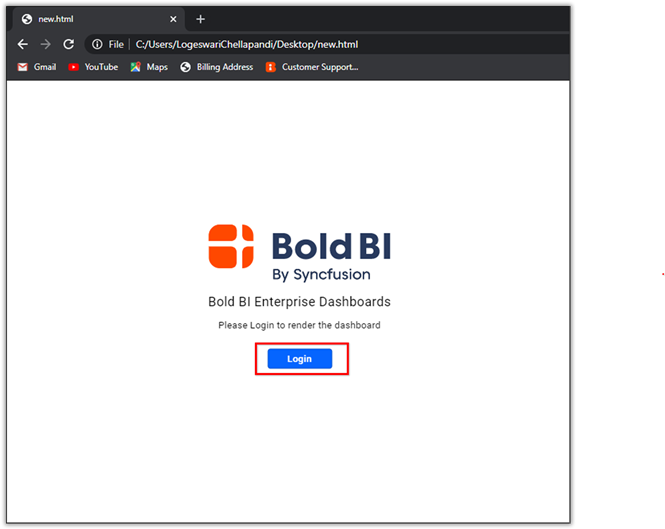 new.html
File C:/Users/LogeswariChellapandi/Desktop/new.html
Gmail YouTube Maps Billing Address Customer Support...
Bold BI
By Syncfusion
Bold BI Enterprise Dashboards
Please Login to render the dashboard
Login